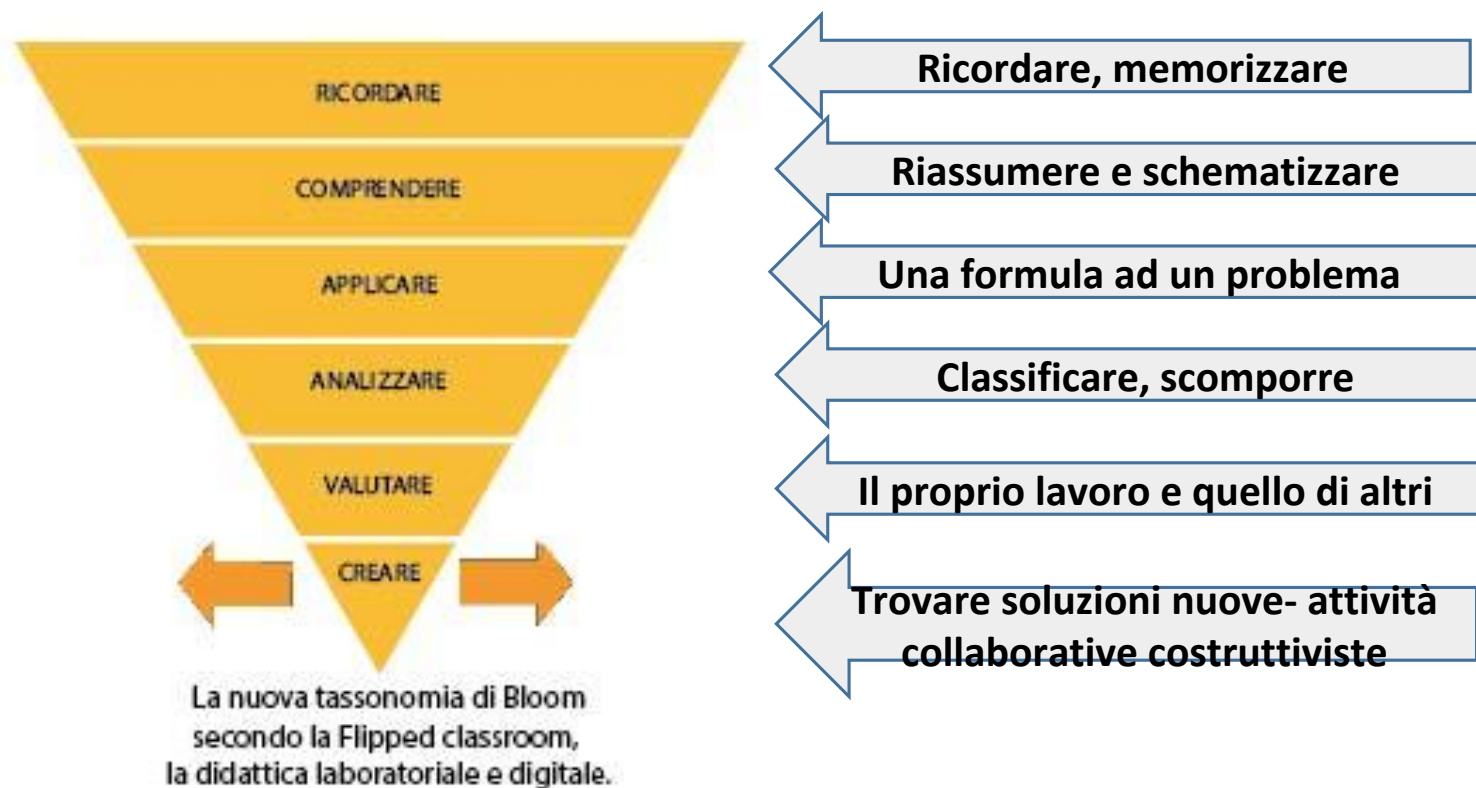 RICORDARE
Ricordare, memorizzare
COMPRENDERE
Riassumere e schematizzare
APPLICARE
Una formula ad un problema
ANALIZZARE
Classificare, scomporre
VALUTARE
Il proprio lavoro e quello di altri
CREARE
Trovare soluzioni nuove- attività
collaborative costruttiviste
La nuova tassonomia di Bloom
secondo la Flipped classroom,
la didattica laboratoriale e digitale.